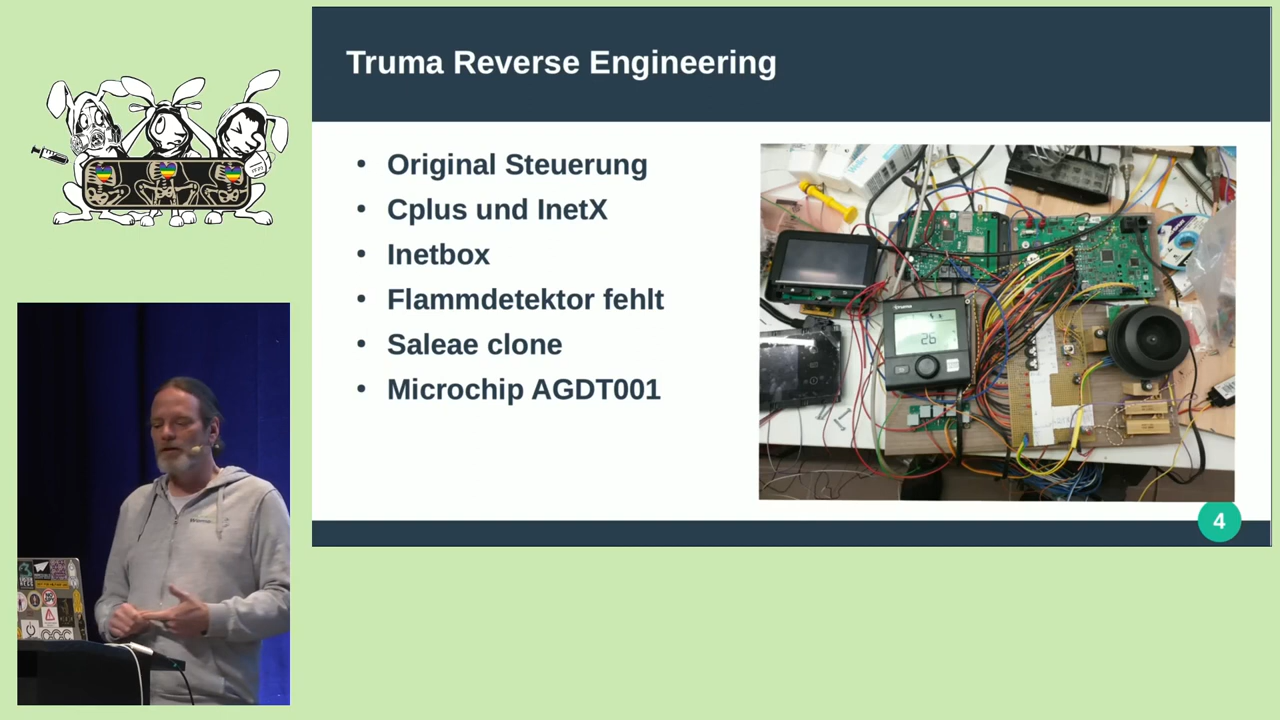 Truma Reverse Engineering
• Original Steuerung
• Cplus und InetX
• Inetbox
• Flammdetektor fehlt
• Saleae clone
• Microchip AGDT001
26
4